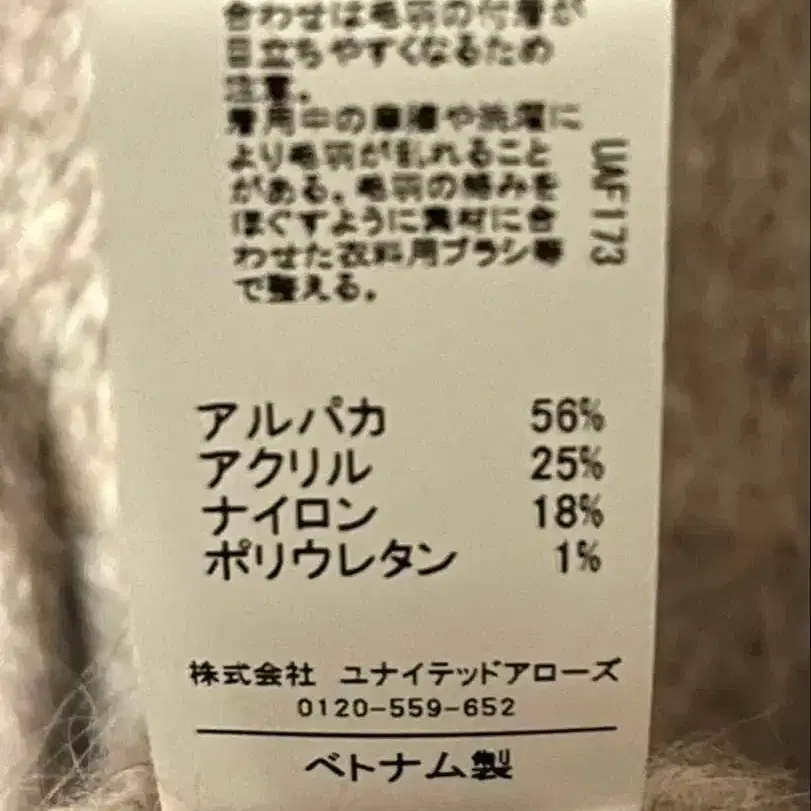 合わせは毛羽の付着が
目立ちやすくなるため
注意。
着用中の摩擦や洗濯に
より毛羽が乱れること
がある。毛羽の絡みを
ほぐすように素材に合
わせた衣料用ブラシ等
で整える。
UAF173
アルパカ 56%
アクリル 25%
ナイロン 18%
ポリウレタン 1%
株式会社 ユナイテッドアローズ
0120-559-652
ベトナム製